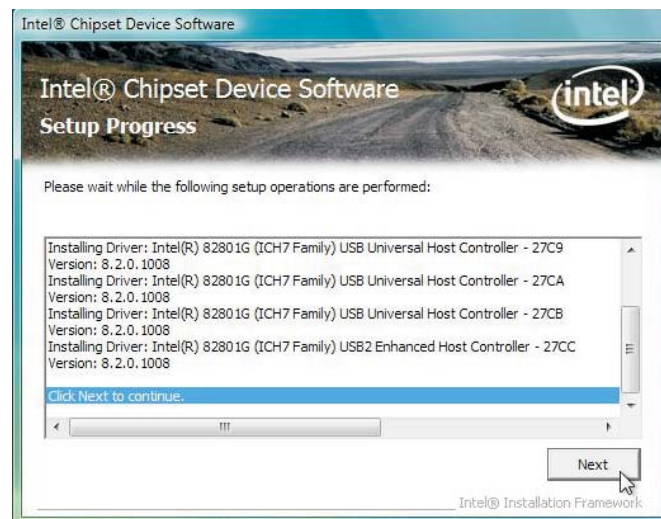 Intel® Chipset Device Software
Intel® Chipset Device Software
Setup Progress
intel
Please wait while the following setup operations are performed:
Installing Driver: Intel(R) 82801G (ICH7 Family) USB Universal Host Controller - 27C9
Version: 8.2.0.1008
Installing Driver: Intel(R) 82801G (ICH7 Family) USB Universal Host Controller - 27CA
Version: 8.2.0.1008
Installing Driver: Intel(R) 82801G (ICH7 Family) USB Universal Host Controller - 27CB
Version: 8.2.0.1008
Installing Driver: Intel(R) 82801G (ICH7 Family) USB2 Enhanced Host Controller - 27CC
Version: 8.2.0.1008
Click Next to continue.
Next
Intel® Installation Framework